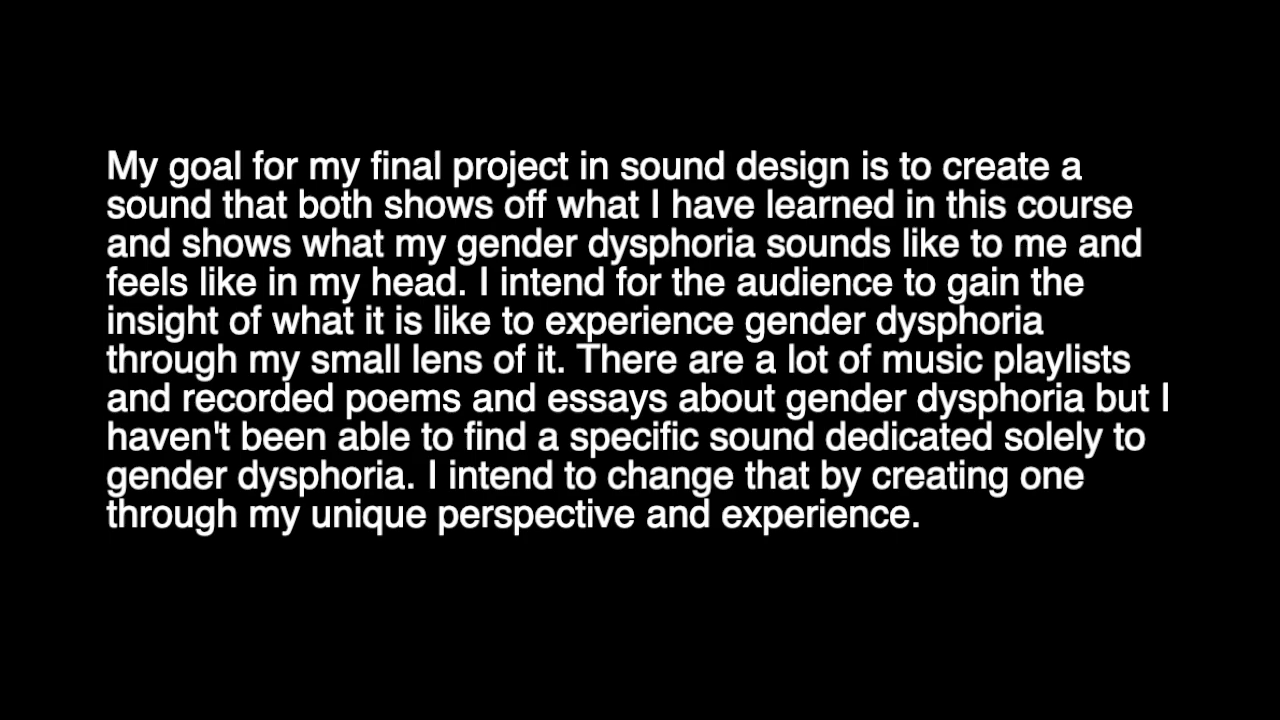 My goal for my final project in sound design is to create a
sound that both shows off what I have learned in this course
and shows what my gender dysphoria sounds like to me and
feels like in my head. I intend for the audience to gain the
insight of what it is like to experience gender dysphoria
through my small lens of it. There are a lot of music playlists
and recorded poems and essays about gender dysphoria but I
haven't been able to find a specific sound dedicated solely to
gender dysphoria. I intend to change that by creating one
through my unique perspective and experience.